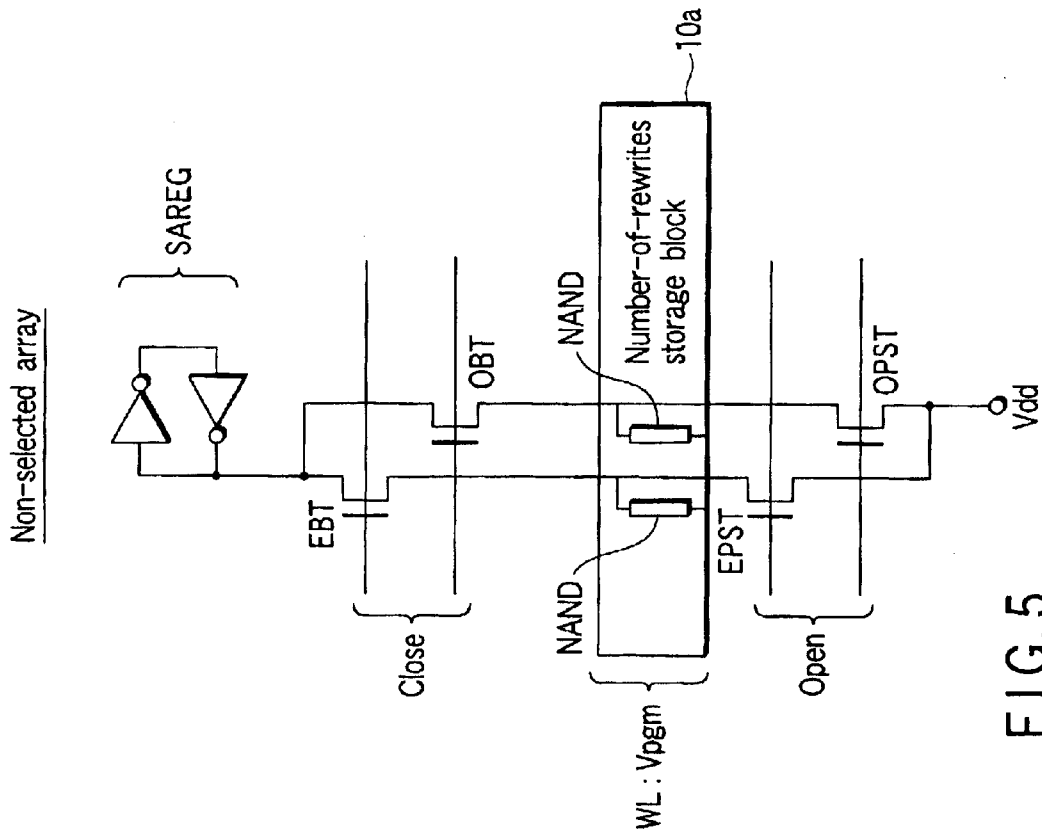 Non-selected array
SAREG
EBT
OBT
Close
NAND
NAND
Number-of-rewrites
storage block
10a
WL : Vpgm
EPST
OPST
Open
Vdd
FIG. 5